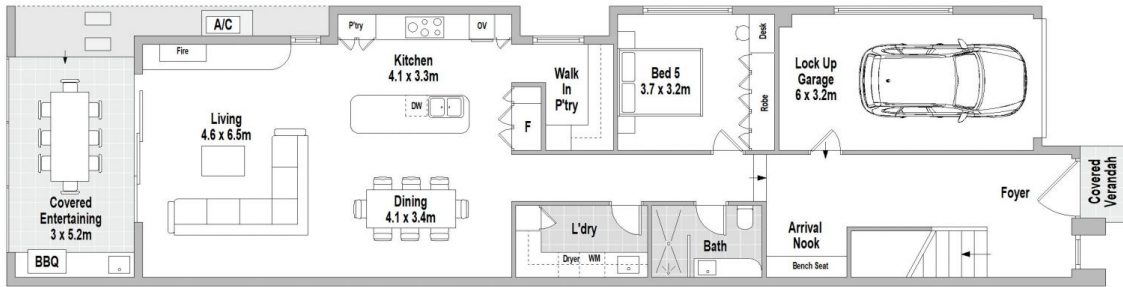 A/C
Fire
P'try
OV
Kitchen
4.1 x 3.3m
DW
Living
4.6 x 6.5m
F
Walk
In
P'try
Bed 5
3.7 x 3.2m
Desk
Robe
Lock Up
Garage
6 x 3.2m
Covered
Entertaining
3 x 5.2m
BBQ
Dining
4.1 x 3.4m
L'dry
Dryer
WM
Bath
Arrival
Nook
Bench Seat
Foyer
Covered
Verandah